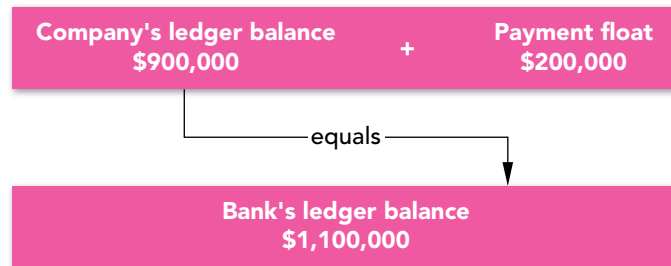 Company's ledger balance + Payment float
$900,000 $200,000
equals
Bank's ledger balance
$1,100,000